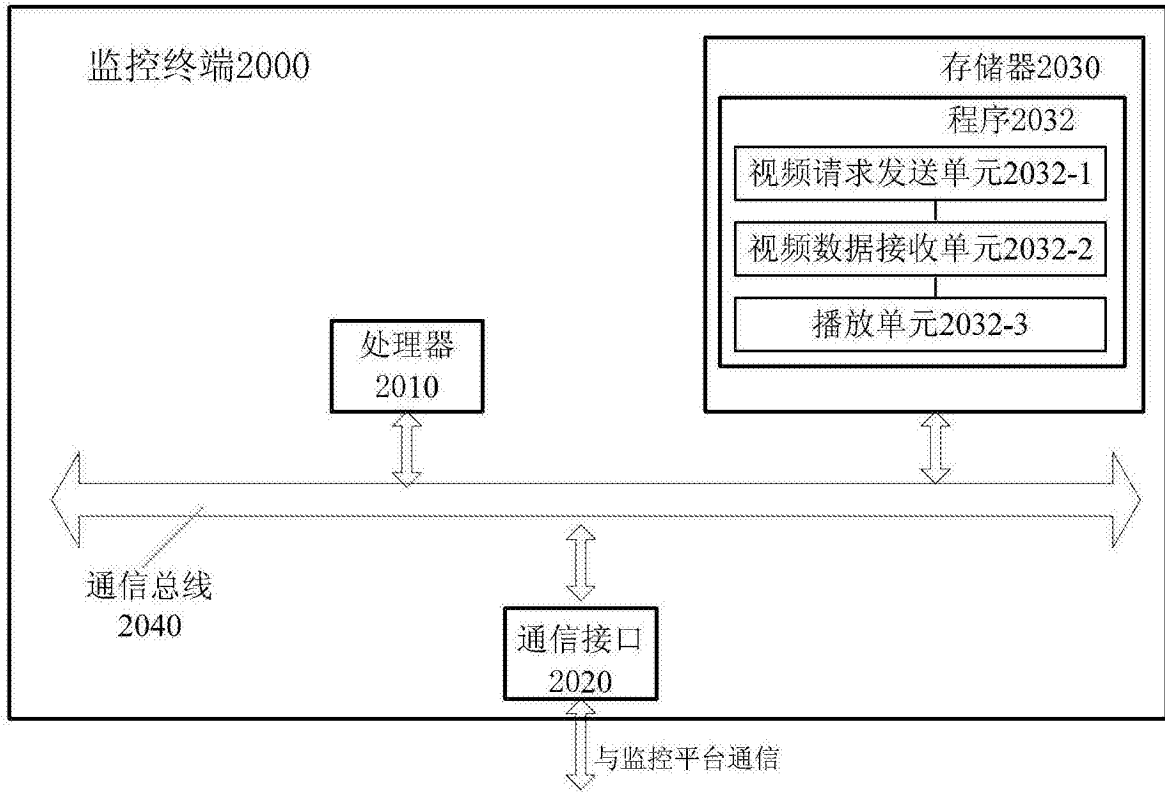 监控终端2000
存储器2030
程序2032
视频请求发送单元2032-1
视频数据接收单元2032-2
播放单元2032-3
处理器
2010
通信总线
2040
通信接口
2020
与监控平台通信